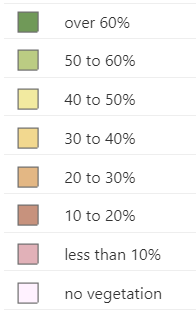 over 60%
50 to 60%
40 to 50%
30 to 40%
20 to 30%
10 to 20%
less than 10%
no vegetation